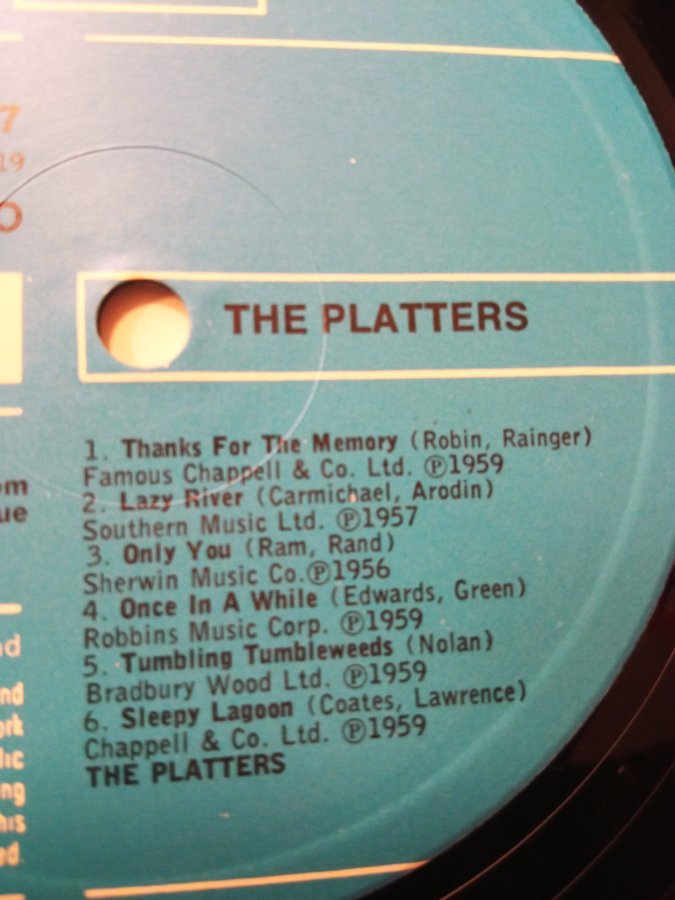 7
19
O
THE PLATTERS
1. Thanks For The Memory (Robin, Rainger)
Famous Chappell & Co. Ltd. ℗1959
2. Lazy River (Carmichael, Arodin)
Southern Music Ltd. ℗1957
3. Only You (Ram, Rand)
Sherwin Music Co.℗1956
4. Once In A While (Edwards, Green)
Robbins Music Corp. ℗1959
5. Tumbling Tumbleweeds (Nolan)
Bradbury Wood Ltd. ℗1959
6. Sleepy Lagoon (Coates, Lawrence)
Chappell & Co. Ltd. ℗1959
THE PLATTERS